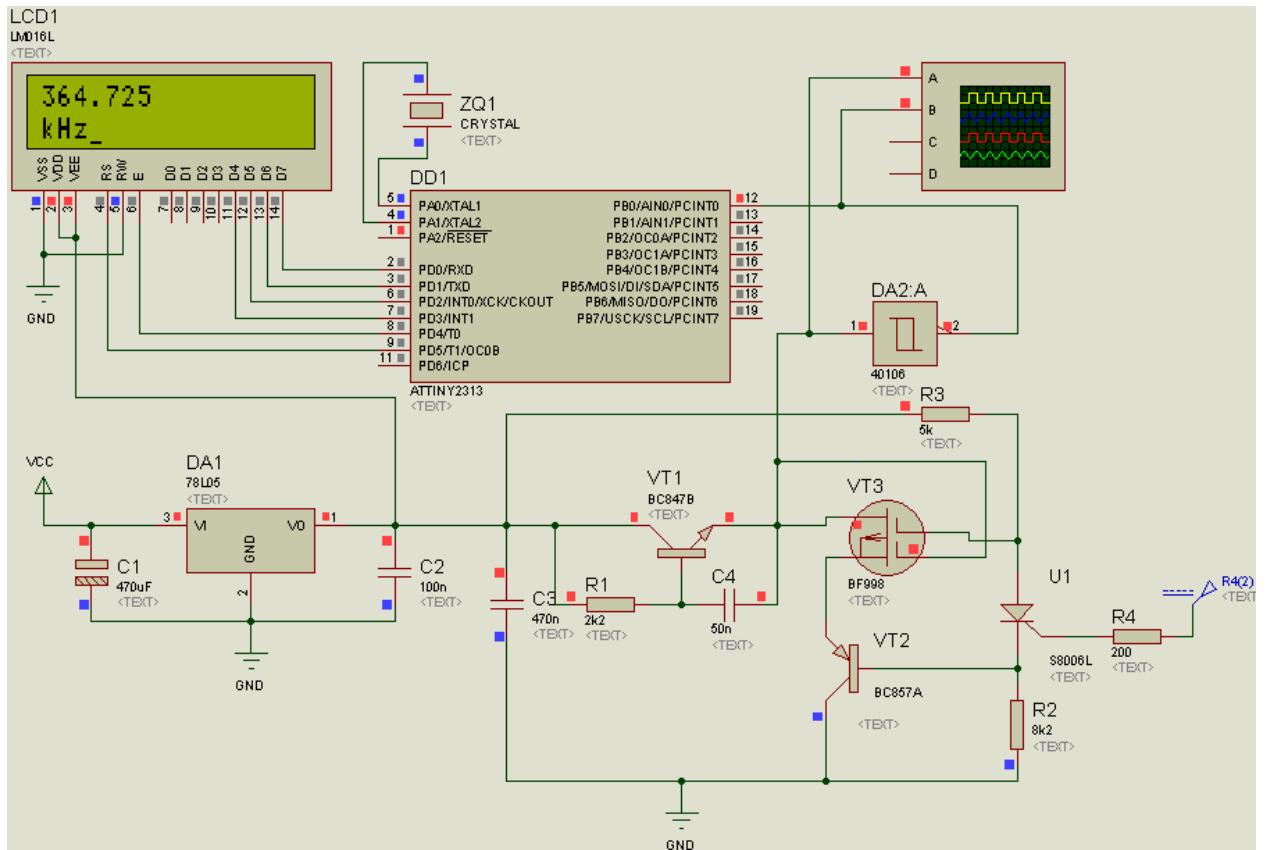 LCD1
LM016L
<TEXT>
364.725
kHz_
VSS VDD VEE RS RW E D0 D1 D2 D3 D4 D5 D6 D7
1 2 3 4 5 6 7 8 9 10 11 12 13 14
GND
ZQ1
CRYSTAL
<TEXT>
DD1
5 PA0/XTAL1
4 PA1/XTAL2
1 PA2/RESET
2 PD0/RXD
3 PD1/TXD
6 PD2/INT0/XCK/CKOUT
7 PD3/INT1
8 PD4/T0
9 PD5/T1/OC0B
11 PD6/ICP
PB0/AIN0/PCINT0 12
PB1/AIN1/PCINT1 13
PB2/OC0A/PCINT2 14
PB3/OC1A/PCINT3 15
PB4/OC1B/PCINT4 16
PB5/MOSI/DI/SDA/PCINT5 17
PB6/MISO/DO/PCINT6 18
PB7/USCK/SCL/PCINT7 19
ATTINY2313
<TEXT>
A
B
C
D
DA2:A
1 2
40106
<TEXT>
R3
5k
<TEXT>
VCC
DA1
78L05
<TEXT>
3 VI VO 1
GND
2
C1
470uF
<TEXT>
C2
100n
<TEXT>
GND
C3
470n
<TEXT>
R1
2k2
<TEXT>
VT1
BC847B
<TEXT>
C4
50n
<TEXT>
VT3
BF998
<TEXT>
VT2
BC857A
<TEXT>
U1
S8006L
<TEXT>
R4
200
<TEXT>
R4(2)
R2
8k2
<TEXT>
GND